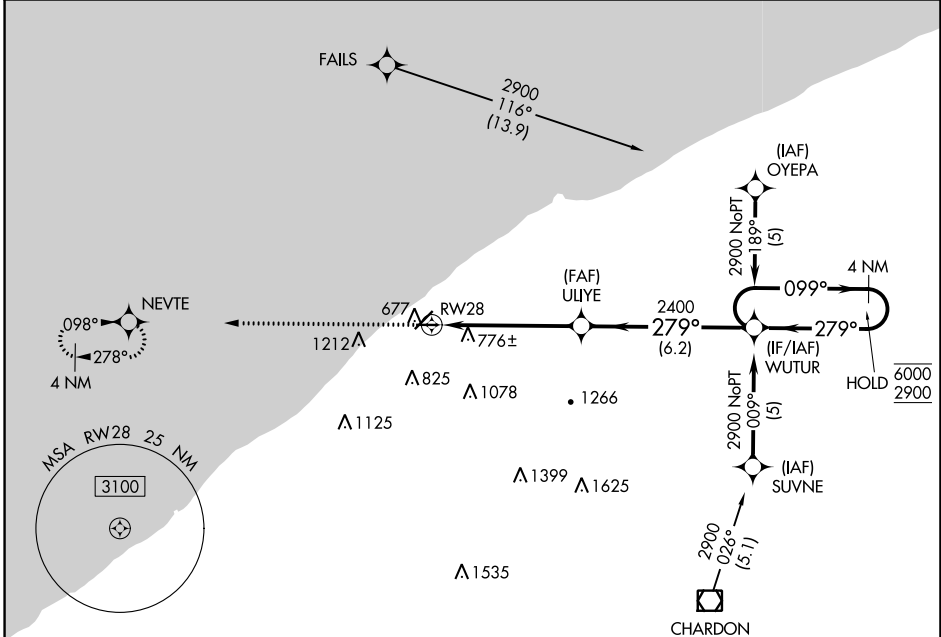 FAILS
2900
116°
(13.9)
(IAF)
OYEPA
2900 NoPT
189°
(5)
4 NM
099°
279°
HOLD
6000
2900
(IF/IAF)
WUTUR
2400
279°
(6.2)
(FAF)
ULIYE
RW28
677
776±
1212
825
1078
1266
1125
1399
1625
1535
NEVTE
098°
278°
4 NM
MSA RW28 25 NM
3100
2900 NoPT
009°
(5)
(IAF)
SUVNE
2900
026°
(5.1)
CHARDON